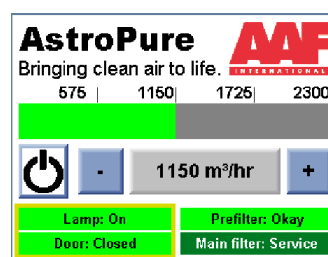 AstroPure
AAF
Bringing clean air to life.
INTERNATIONAL
575 | 1150| 1725| 2300
- 1150 m³/hr +
Lamp: On Prefilter: Okay
Door: Closed Main filter: Service